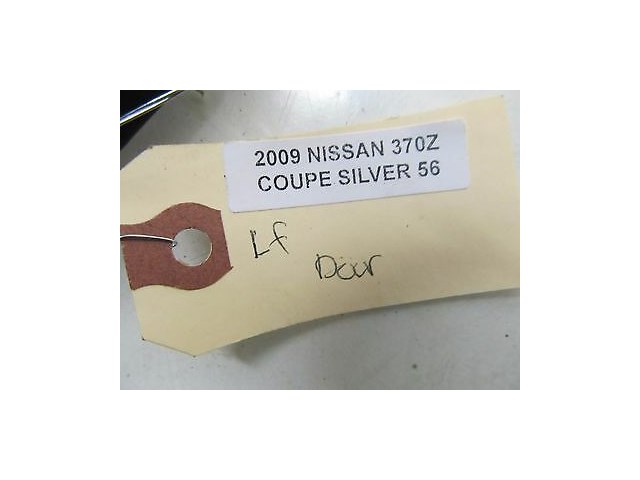 2009 NISSAN 370Z
COUPE SILVER 56
Lf
Door